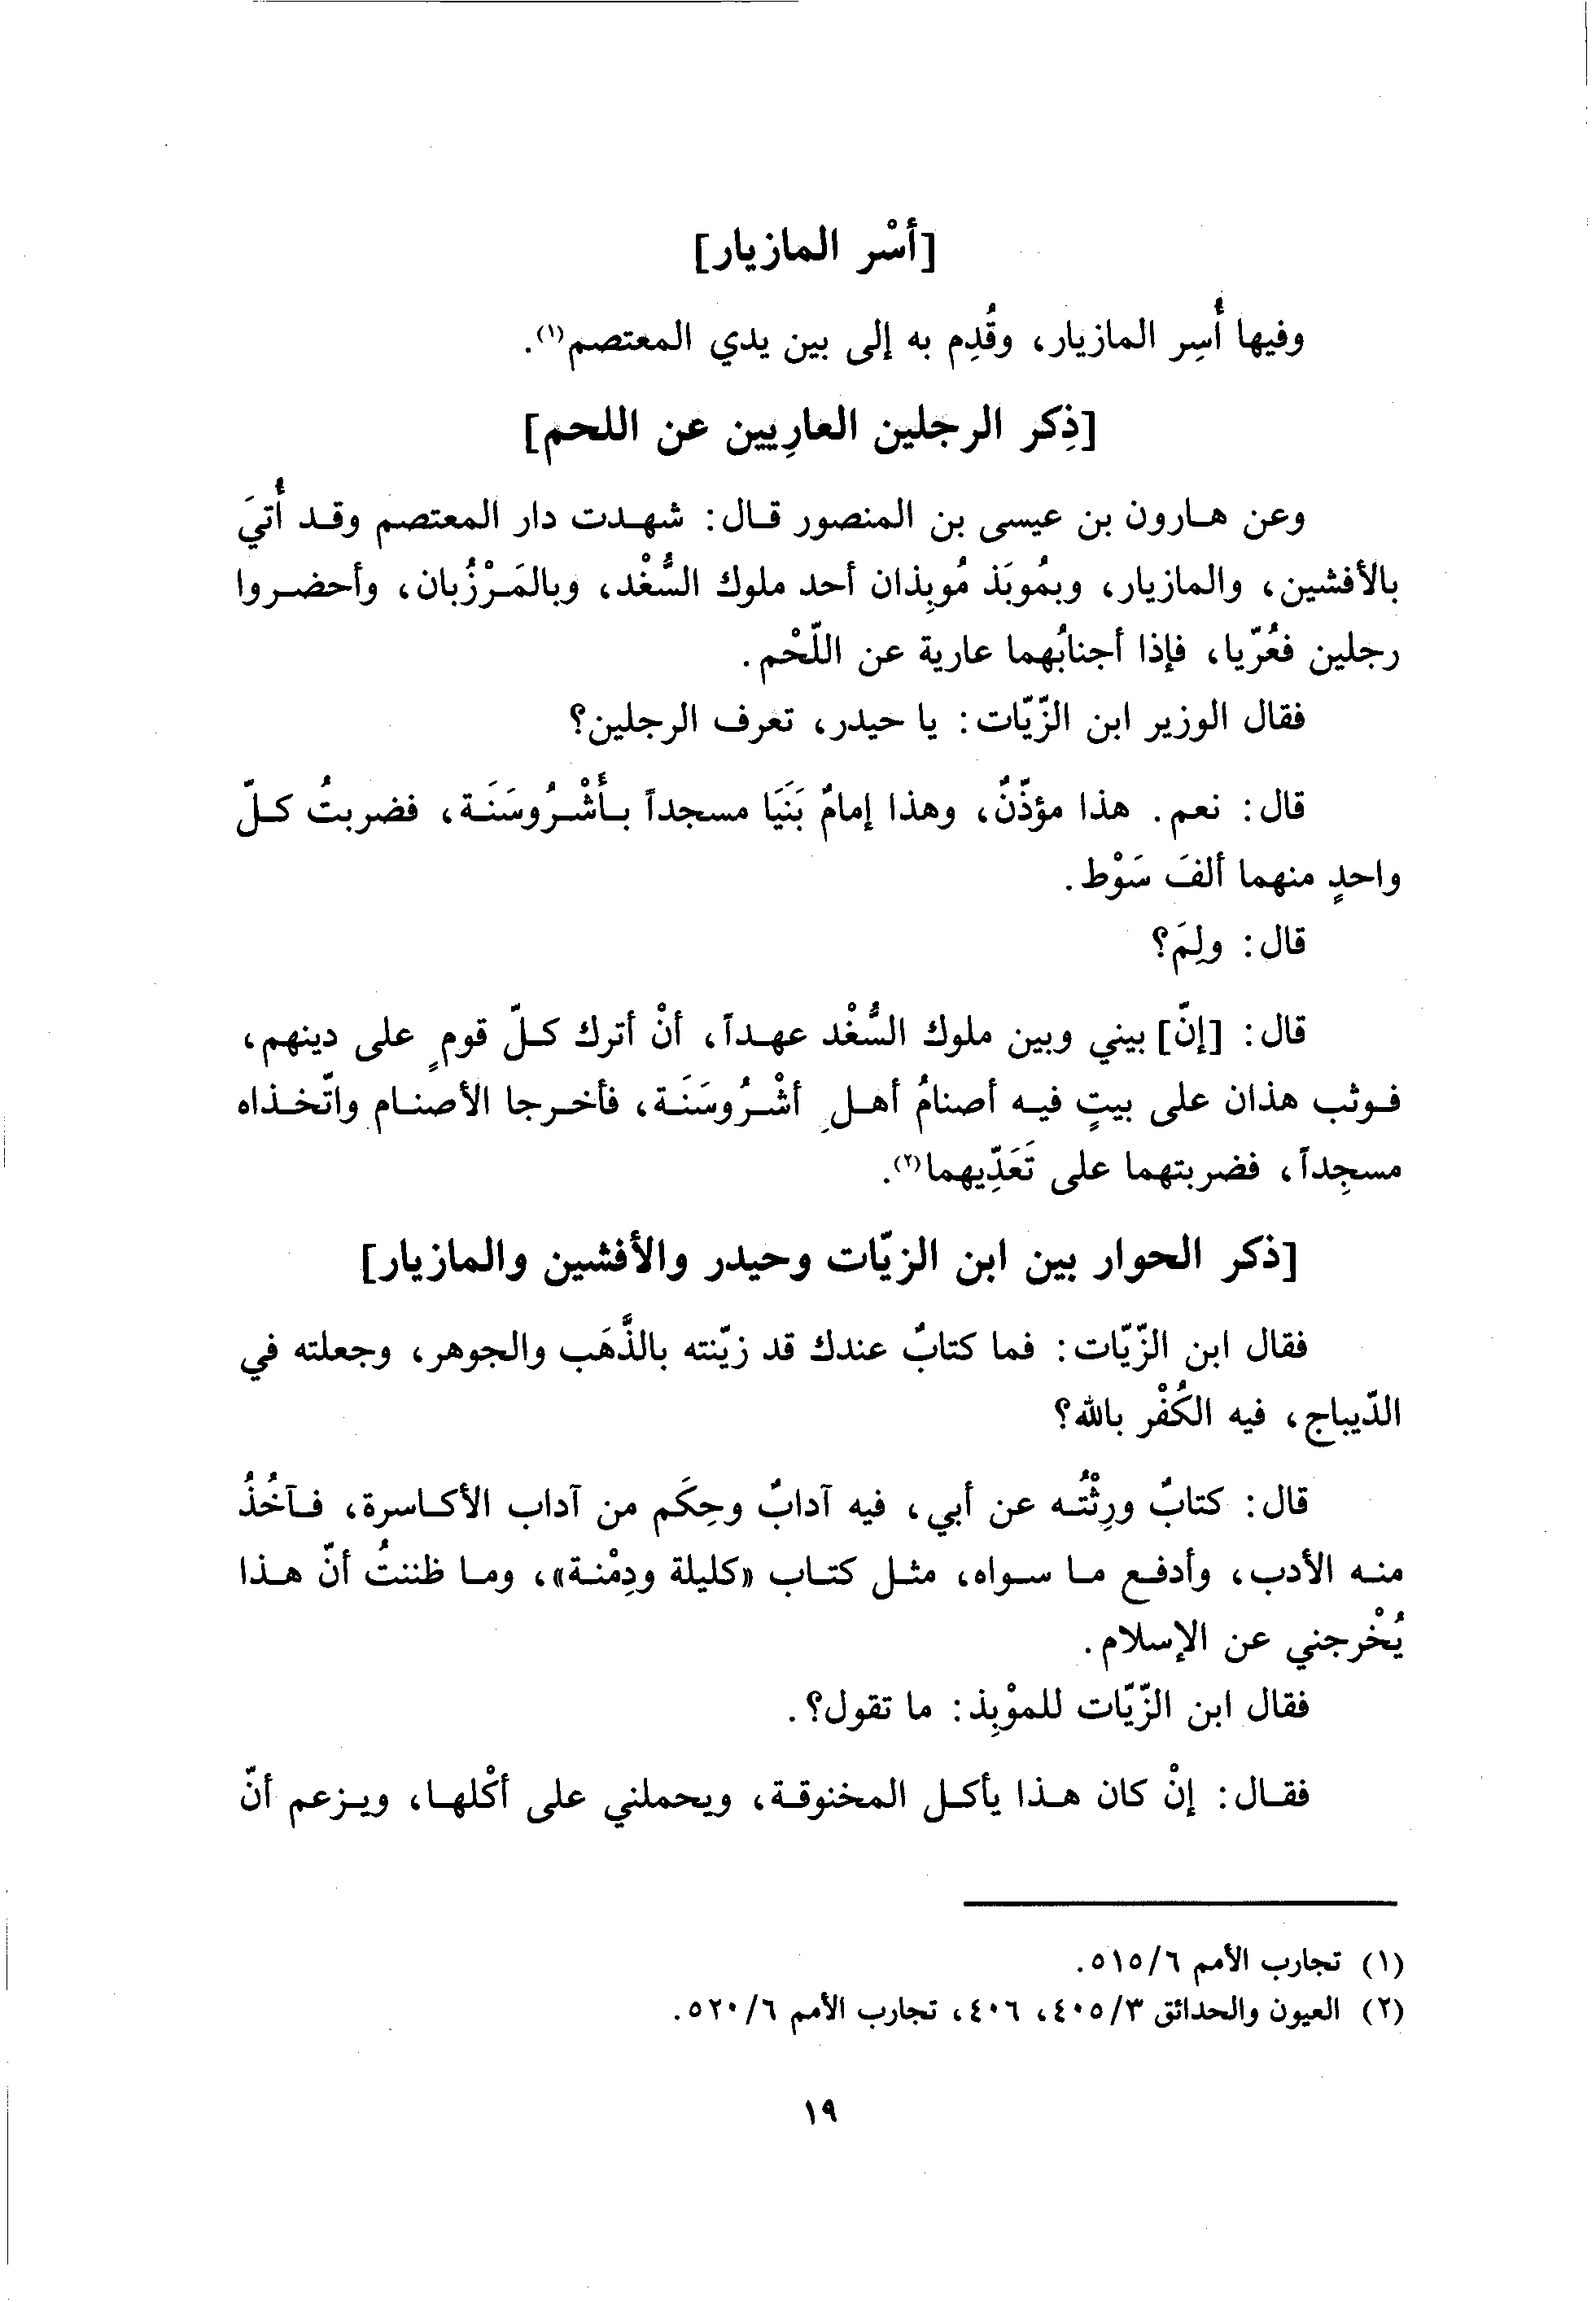 [أسْر المازيار]
وفيها أُسِر المازيار، وقُدِم به إلى بين يدي المعتصم(١).
[ذِكر الرجلين العارِيين عن اللحم]
وعن هارون بن عيسى بن المنصور قال: شهدت دار المعتصم وقد أُتيَ
بالأفشين، والمازيار، وبمُوبَذ مُوبِذان أحد ملوك السُّغْد، وبالمَرْزُبان، وأحضروا
رجلين فعُرّيا، فإذا أجنابُهما عارية عن اللّحْم.
فقال الوزير ابن الزّيّات: يا حيدر، تعرف الرجلين؟
قال: نعم. هذا مؤذّنٌ، وهذا إمامٌ بَنَيَا مسجداً بأُشْرُوسَنَة، فضربتُ كلّ
واحدٍ منهما ألفَ سَوْط.
قال: ولِمَ؟
قال: [إنّ] بيني وبين ملوك السُّغْد عهداً، أنْ أترك كلّ قومٍ على دينهم،
فوثب هذان على بيتٍ فيه أصنامُ أهلِ أشْرُوسَنَة، فأخرجا الأصنام واتّخذاه
مسجِداً، فضربتهما على تَعَدِّيهما(٢).
[ذكر الحوار بين ابن الزيّات وحيدر والأفشين والمازيار]
فقال ابن الزّيّات: فما كتابٌ عندك قد زيّنته بالذَّهَب والجوهر، وجعلته في
الدّيباج، فيه الكُفْر بالله؟
قال: كتابٌ ورِثْتُه عن أبي، فيه آدابٌ وحِكَم من آداب الأكاسرة، فآخُذُ
منه الأدب، وأدفع ما سواه، مثل كتاب «كليلة ودِمْنة»، وما ظننتُ أنّ هذا
يُخْرجني عن الإسلام.
فقال ابن الزّيّات للموْبِذ: ما تقول؟.
فقال: إنْ كان هذا يأكل المخنوقة، ويحملني على أكْلها، ويزعم أنّ
(١) تجارب الأمم ٥١٥/٦.
(٢) العيون والحدائق ٤٠٥/٣، ٤٠٦، تجارب الأمم ٥٢٠/٦.
١٩